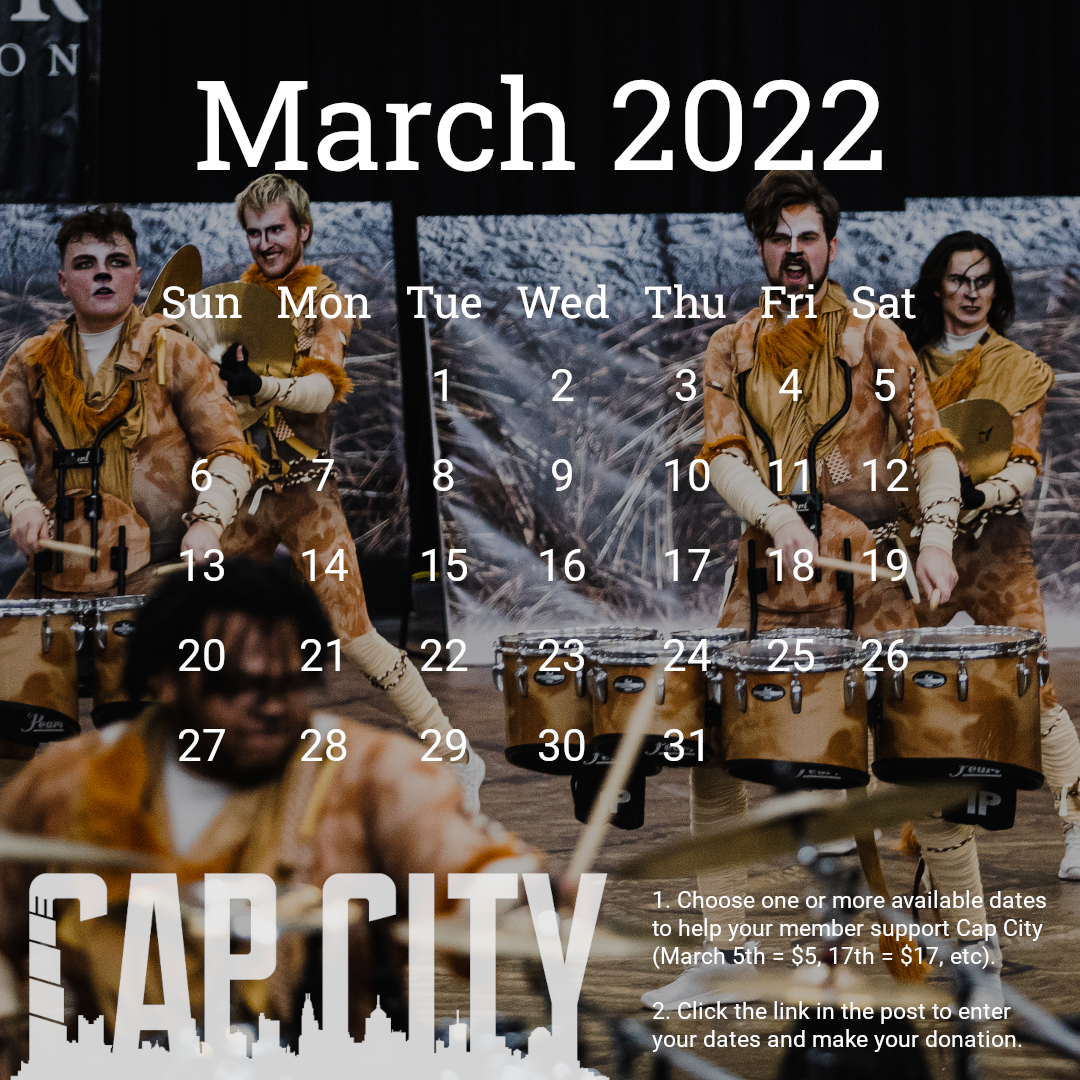 R
O N
March 2022
Sun Mon Tue Wed Thu Fri Sat
1 2 3 4 5
6 7 8 9 10 11 12
13 14 15 16 17 18 19
20 21 22 23 24 25 26
27 28 29 30 31
Pearl
IP
CAP CITY
1. Choose one or more available dates
to help your member support Cap City
(March 5th = $5, 17th = $17, etc).
2. Click the link in the post to enter
your dates and make your donation.